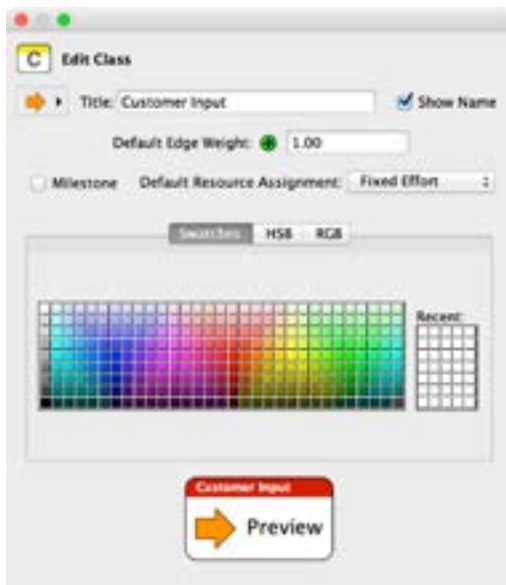 C Edit Class
Title: Customer Input Show Name
Default Edge Weight: 1.00
Milestone Default Resource Assignment: Fixed Effort
Swatches HSB RGB
Recent:
Customer Input
Preview